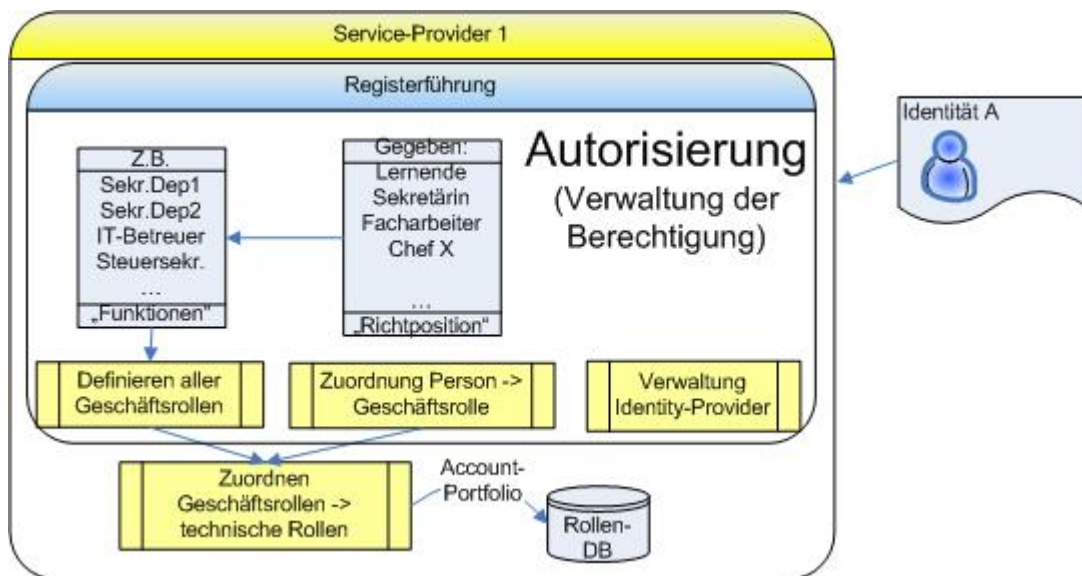 Service-Provider 1
Registerführung
Z.B.
Sekr.Dep1
Sekr.Dep2
IT-Betreuer
Steuersekr.
...
„Funktionen“
Gegeben:
Lernende
Sekretärin
Facharbeiter
Chef X
...
„Richtposition“
Autorisierung
(Verwaltung der
Berechtigung)
Identität A
Definieren aller
Geschäftsrollen
Zuordnung Person ->
Geschäftsrolle
Verwaltung
Identity-Provider
Zuordnen
Geschäftsrollen ->
technische Rollen
Account-
Portfolio
Rollen-
DB